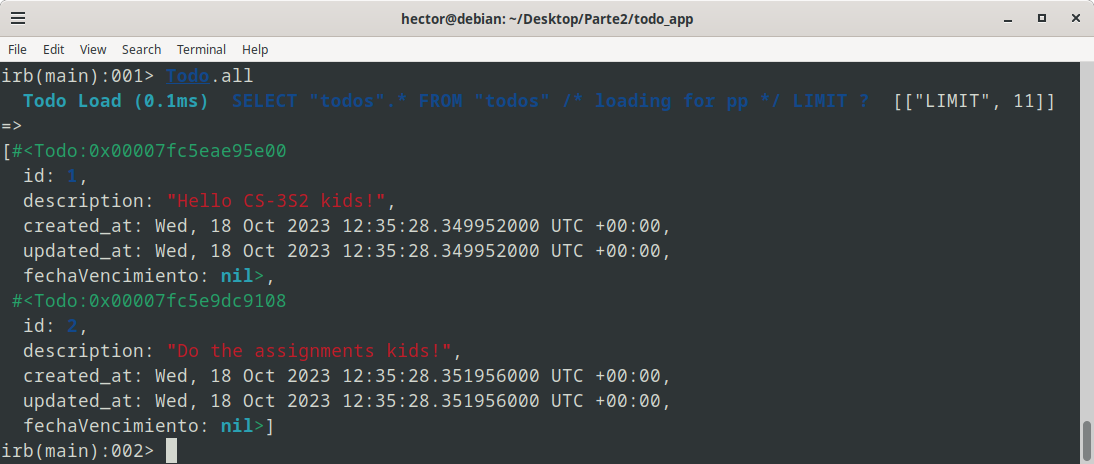 hector@debian: ~/Desktop/Parte2/todo_app
File Edit View Search Terminal Help
irb(main):001> Todo.all
  Todo Load (0.1ms)  SELECT "todos".* FROM "todos" /* loading for pp */ LIMIT ?  [["LIMIT", 11]]
=>
[#<Todo:0x00007fc5eae95e00
  id: 1,
  description: "Hello CS-3S2 kids!",
  created_at: Wed, 18 Oct 2023 12:35:28.349952000 UTC +00:00,
  updated_at: Wed, 18 Oct 2023 12:35:28.349952000 UTC +00:00,
  fechaVencimiento: nil>,
 #<Todo:0x00007fc5e9dc9108
  id: 2,
  description: "Do the assignments kids!",
  created_at: Wed, 18 Oct 2023 12:35:28.351956000 UTC +00:00,
  updated_at: Wed, 18 Oct 2023 12:35:28.351956000 UTC +00:00,
  fechaVencimiento: nil>]
irb(main):002>